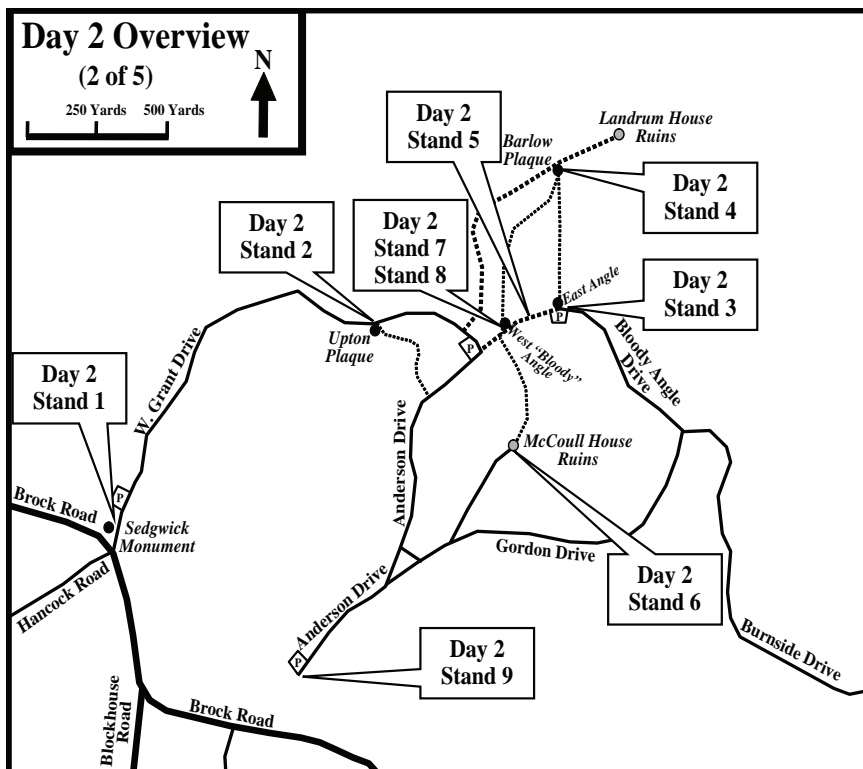 Day 2 Overview
(2 of 5)
N
250 Yards 500 Yards
Day 2
Stand 5
Landrum House
Ruins
Barlow
Plaque
Day 2
Stand 4
Day 2
Stand 2
Day 2
Stand 7
Stand 8
East Angle
Day 2
Stand 3
P
Upton
Plaque
P
West “Bloody”
Angle
Bloody Angle
Drive
W. Grant Drive
Day 2
Stand 1
McCoull House
Ruins
Anderson Drive
P
Brock Road
Sedgwick
Monument
Gordon Drive
Hancock Road
Day 2
Stand 6
Anderson Drive
P
Day 2
Stand 9
Burnside Drive
Brock Road
Blockhouse
Road